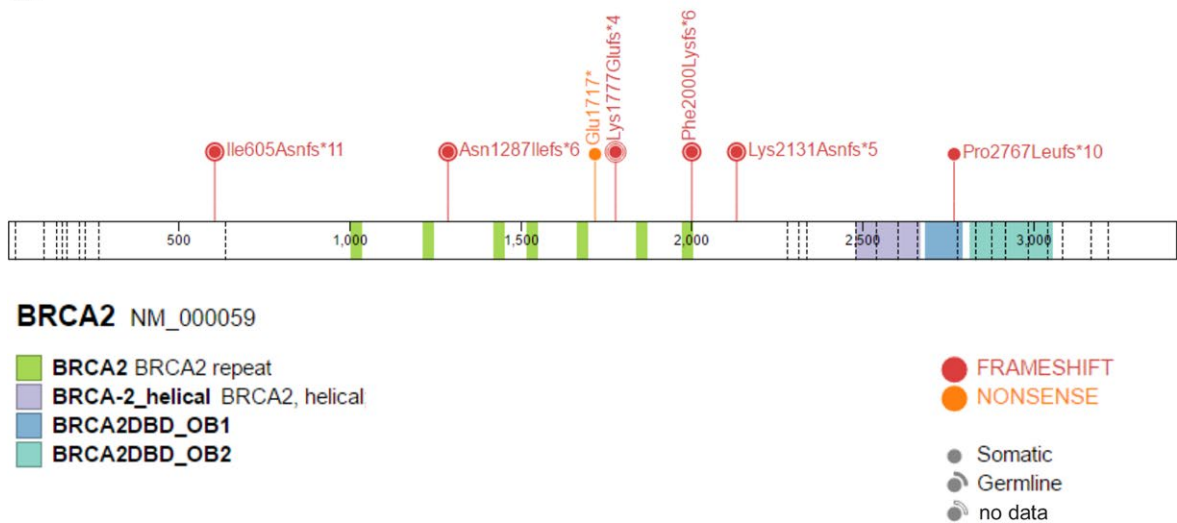 Glu1717*
Lys1777Glufs*4
Phe2000Lysfs*6
Ile605Asnfs*11
Asn1287Ilefs*6
Lys2131Asnfs*5
Pro2767Leufs*10
500
1,000
1,500
2,000
2,500
3,000
BRCA2 NM_000059
BRCA2 BRCA2 repeat
BRCA-2_helical BRCA2, helical
BRCA2DBD_OB1
BRCA2DBD_OB2
FRAMESHIFT
NONSENSE
Somatic
Germline
no data